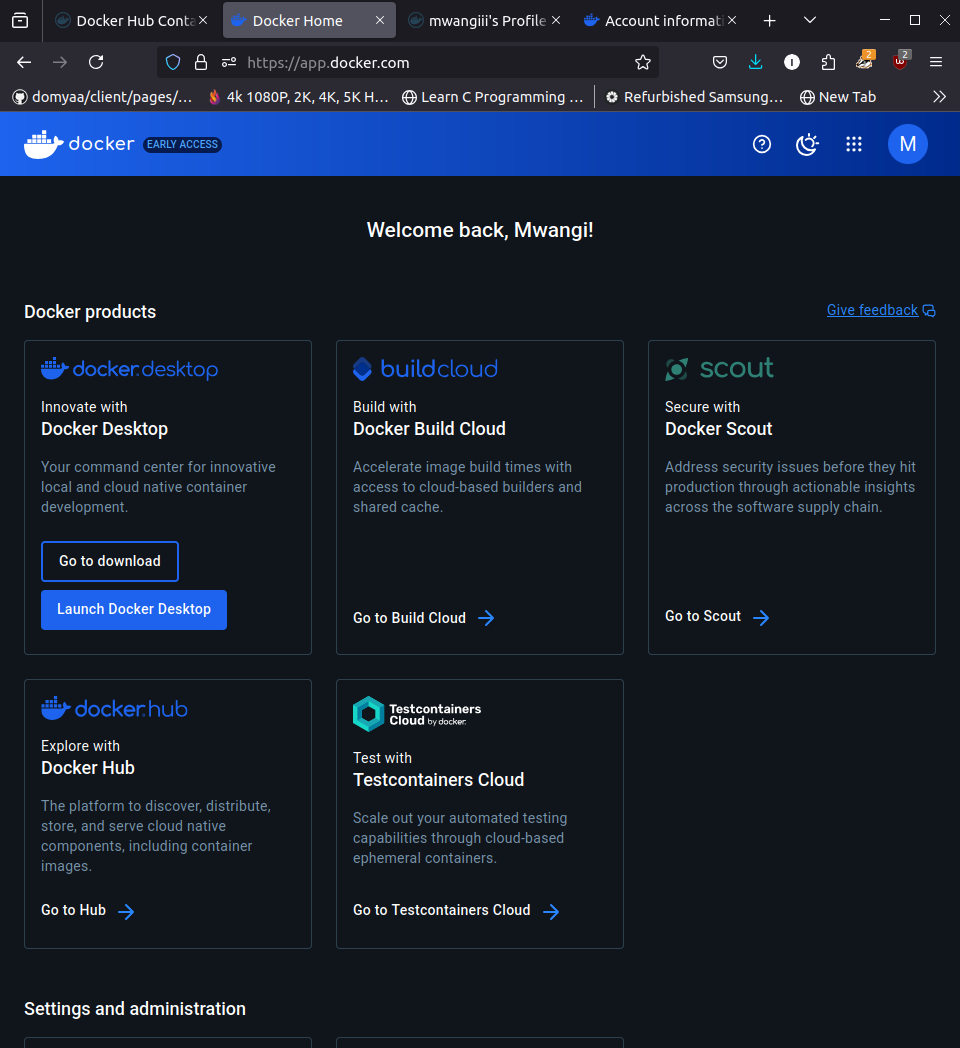 Docker Hub Conta
Docker Home
mwangiii's Profile
Account informati
https://app.docker.com
2
2
domyaa/client/pages/...
4k 1080P, 2K, 4K, 5K H...
Learn C Programming ...
Refurbished Samsung...
New Tab
docker EARLY ACCESS
M
Welcome back, Mwangi!
Docker products
Give feedback
docker.desktop
Innovate with
Docker Desktop
Your command center for innovative
local and cloud native container
development.
Go to download
Launch Docker Desktop
build cloud
Build with
Docker Build Cloud
Accelerate image build times with
access to cloud-based builders and
shared cache.
Go to Build Cloud
scout
Secure with
Docker Scout
Address security issues before they hit
production through actionable insights
across the software supply chain.
Go to Scout
docker.hub
Explore with
Docker Hub
The platform to discover, distribute,
store, and serve cloud native
components, including container
images.
Go to Hub
Testcontainers
Cloud by docker.
Test with
Testcontainers Cloud
Scale out your automated testing
capabilities through cloud-based
ephemeral containers.
Go to Testcontainers Cloud
Settings and administration